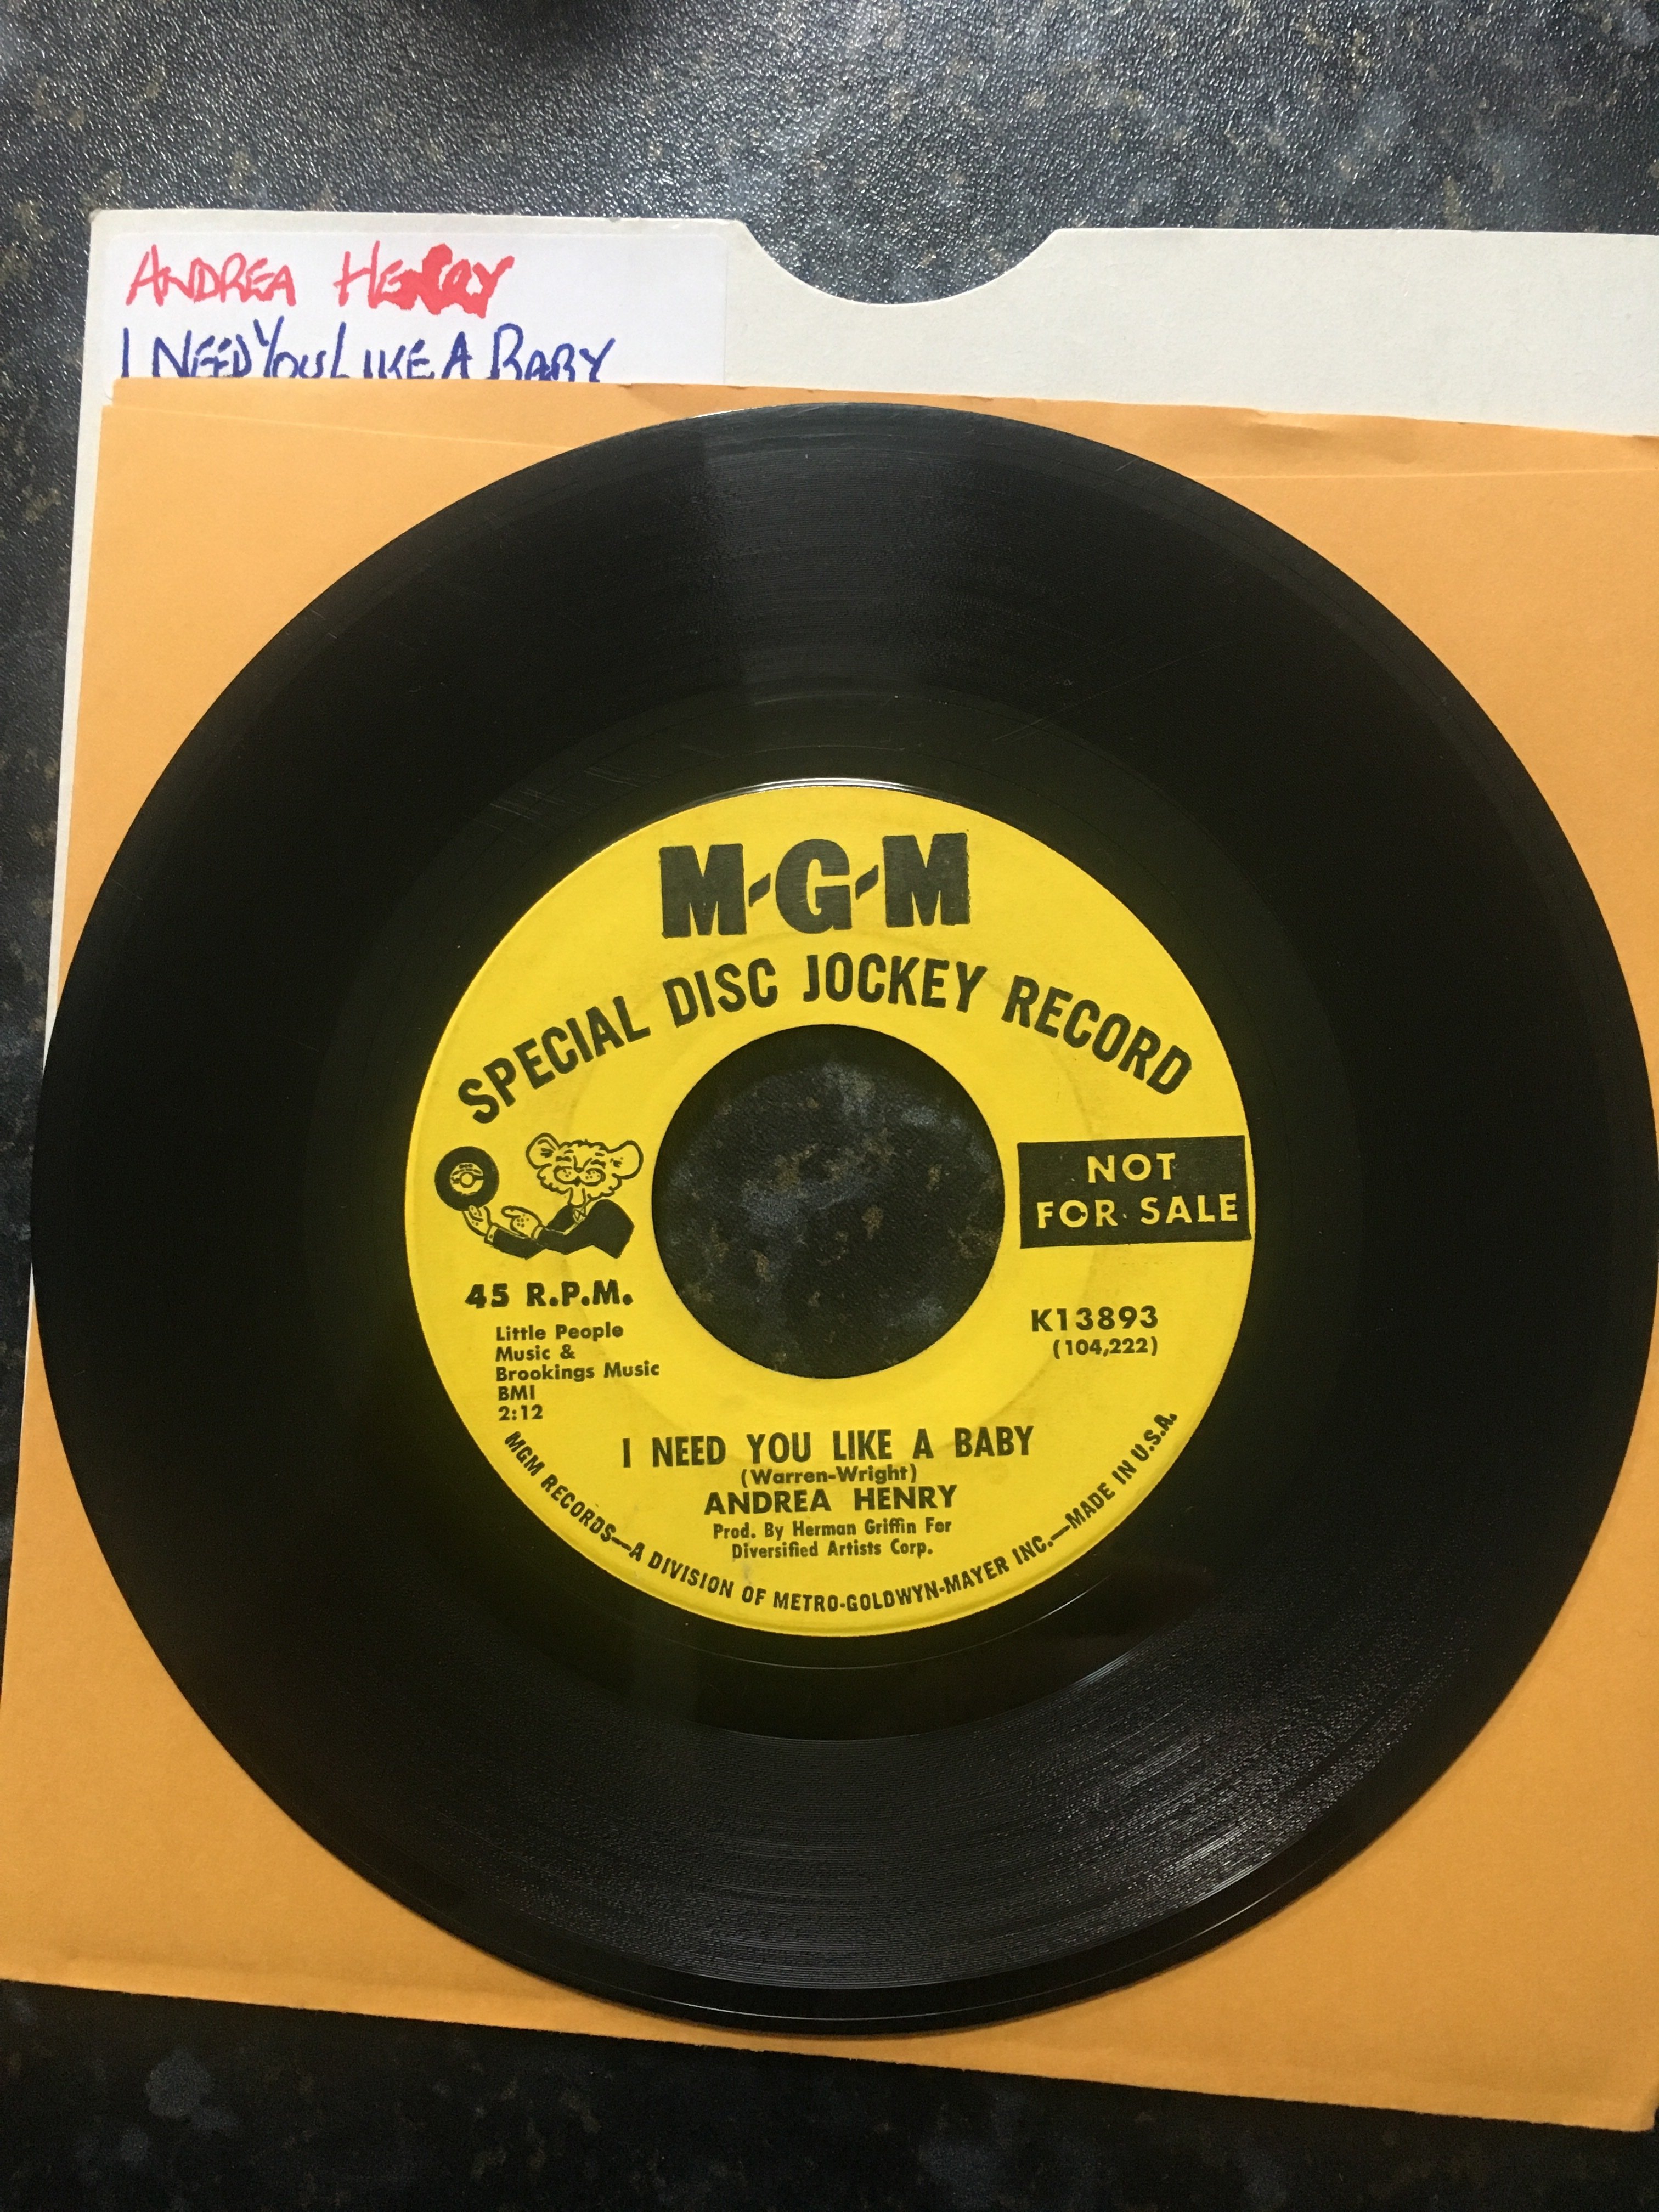 ANDREA HENRY
I NEED YOU LIKE A BABY
M-G-M
SPECIAL DISC JOCKEY RECORD
NOT
FOR SALE
45 R.P.M.
Little People
Music &
Brookings Music
BMI
2:12
K13893
(104,222)
I NEED YOU LIKE A BABY
(Warren-Wright)
ANDREA HENRY
Prod. By Herman Griffin For
Diversified Artists Corp.
MGM RECORDS—A DIVISION OF METRO-GOLDWYN-MAYER INC.—MADE IN U.S.A.